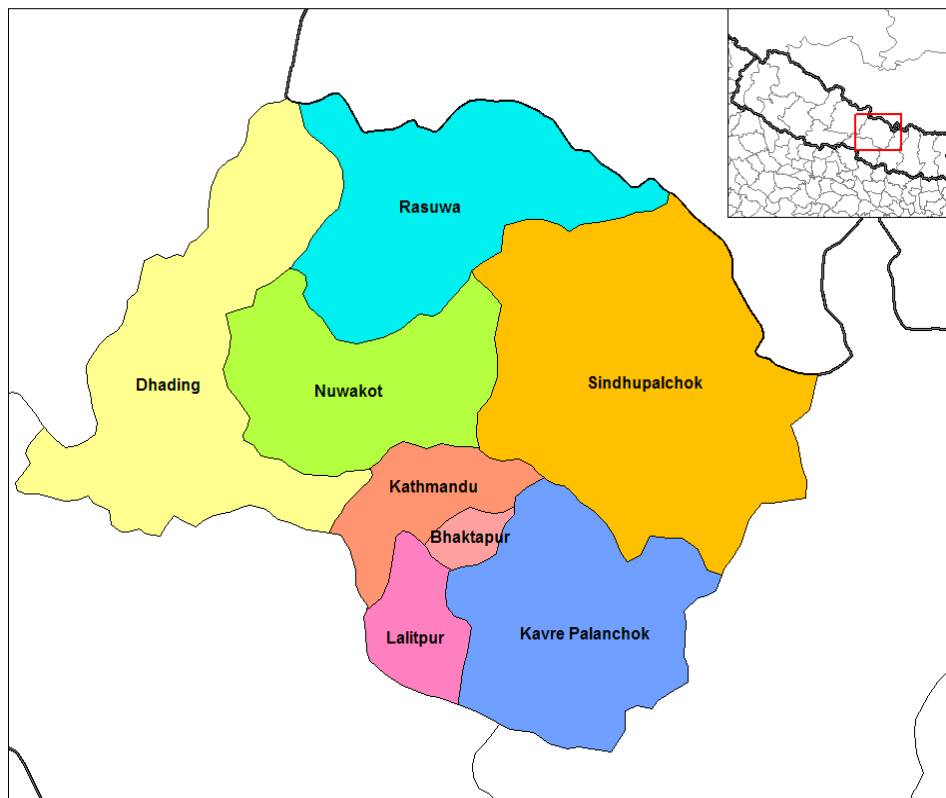 Rasuwa
Dhading
Nuwakot
Sindhupalchok
Kathmandu
Bhaktapur
Lalitpur
Kavre Palanchok